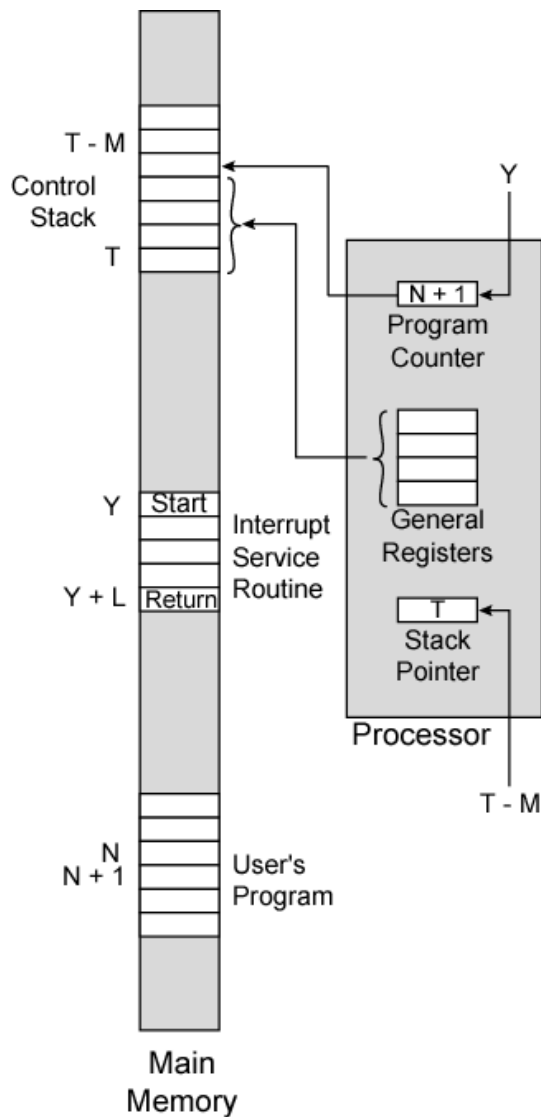 T - M
Control
Stack
T
Y
N + 1
Program
Counter
Y
Start
Interrupt
Service
Routine
Y + L
Return
General
Registers
T
Stack
Pointer
Processor
T - M
N
N + 1
User's
Program
Main
Memory